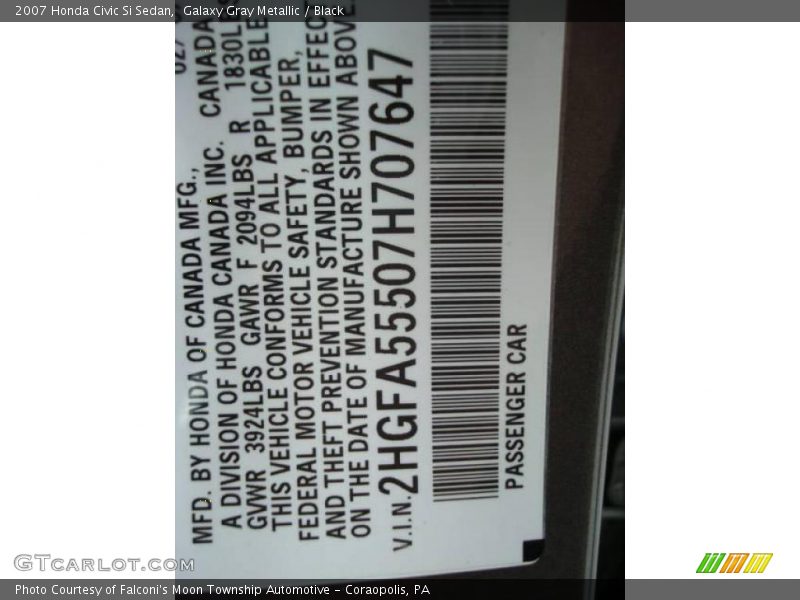 2007 Honda Civic Si Sedan,  Galaxy Gray Metallic / Black
MFD. BY HONDA OF CANADA MFG.,
A DIVISION OF HONDA CANADA INC. CANADA
GVWR 3924LBS GAWR F 2094LBS R 1830LBS
THIS VEHICLE CONFORMS TO ALL APPLICABLE
FEDERAL MOTOR VEHICLE SAFETY, BUMPER,
AND THEFT PREVENTION STANDARDS IN EFFECT
ON THE DATE OF MANUFACTURE SHOWN ABOVE
V.I.N. 2HGFA55507H707647
PASSENGER CAR
GTCARLOT.COM
Photo Courtesy of Falconi's Moon Township Automotive - Coraopolis, PA